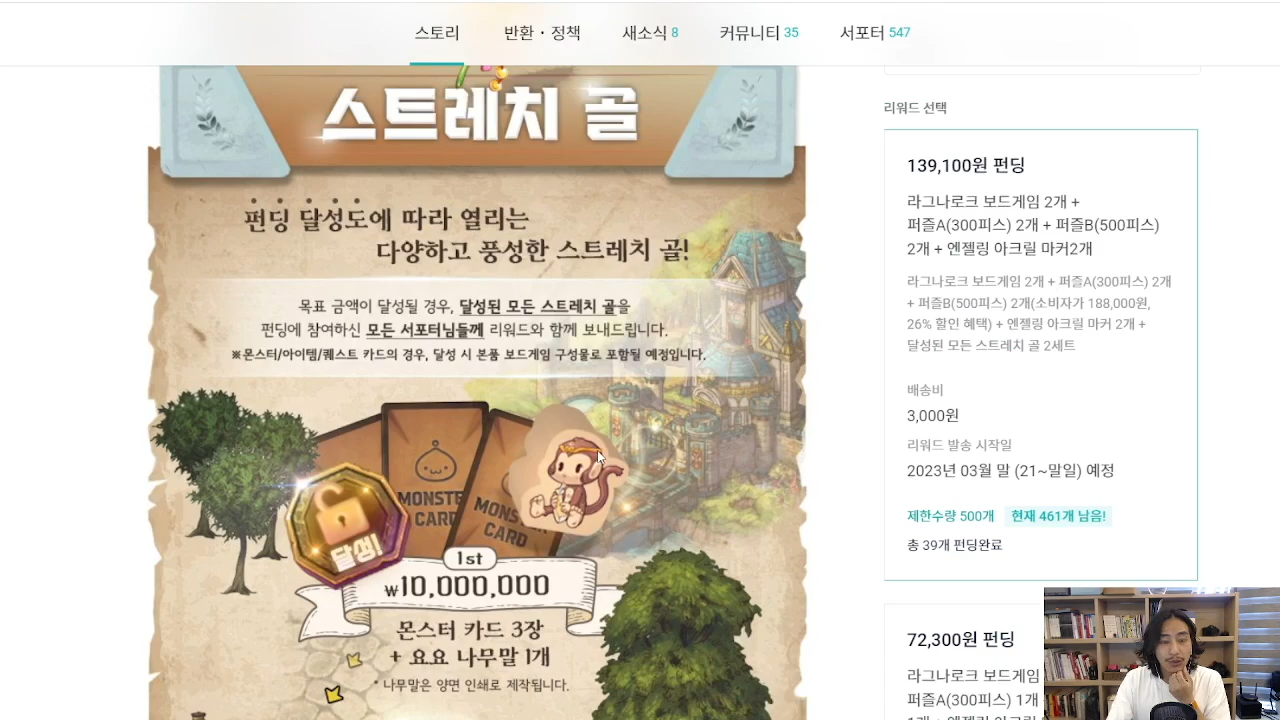 스토리 반환・정책 새소식 8 커뮤니티 35 서포터 547
스트레치 골
펀딩 달성도에 따라 열리는
다양하고 풍성한 스트레치 골!
목표 금액이 달성될 경우, 달성된 모든 스트레치 골을
펀딩에 참여하신 모든 서포터님들께 리워드와 함께 보내드립니다.
※몬스터/아이템/퀘스트 카드의 경우, 달성 시 본품 보드게임 구성물로 포함될 예정입니다.
MONSTER
CARD
CARD
달성!
1st
₩10,000,000
몬스터 카드 3장
+ 요요 나무말 1개
* 나무말은 양면 인쇄로 제작됩니다.
리워드 선택
139,100원 펀딩
라그나로크 보드게임 2개 +
퍼즐A(300피스) 2개 + 퍼즐B(500피스)
2개 + 엔젤링 아크릴 마커2개
라그나로크 보드게임 2개 + 퍼즐A(300피스) 2개
+ 퍼즐B(500피스) 2개(소비자가 188,000원,
26% 할인 혜택) + 엔젤링 아크릴 마커 2개 +
달성된 모든 스트레치 골 2세트
배송비
3,000원
리워드 발송 시작일
2023년 03월 말 (21~말일) 예정
제한수량 500개 현재 461개 남음!
총 39개 펀딩완료
72,300원 펀딩
라그나로크 보드게임
퍼즐A(300피스) 1개